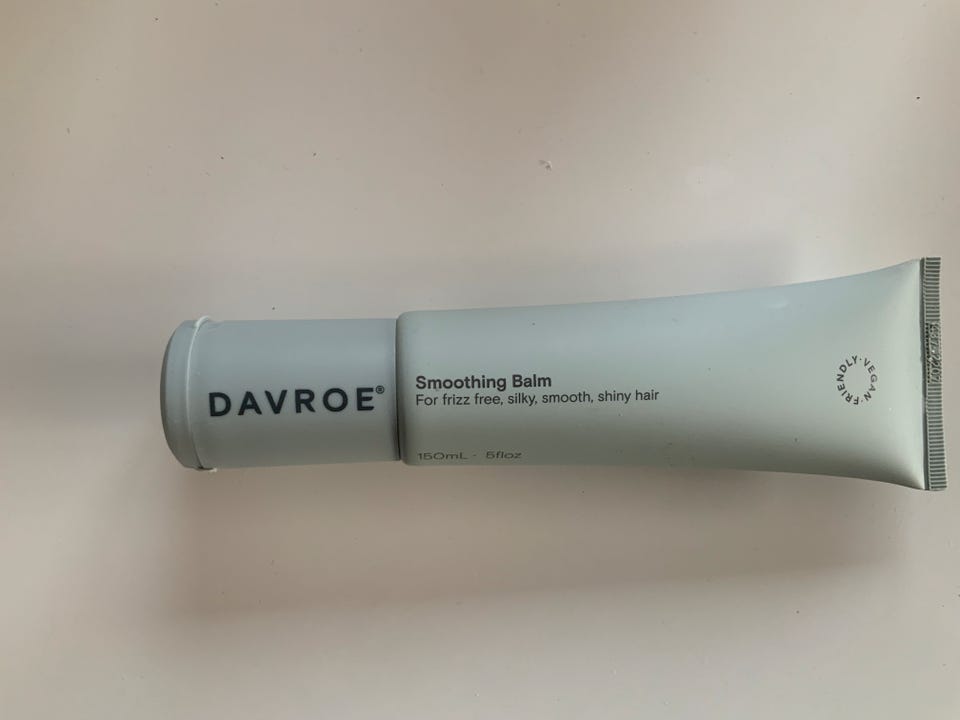 DAVROE®
Smoothing Balm
For frizz free, silky, smooth, shiny hair
150mL · 5floz
VEGAN · FRIENDLY ·